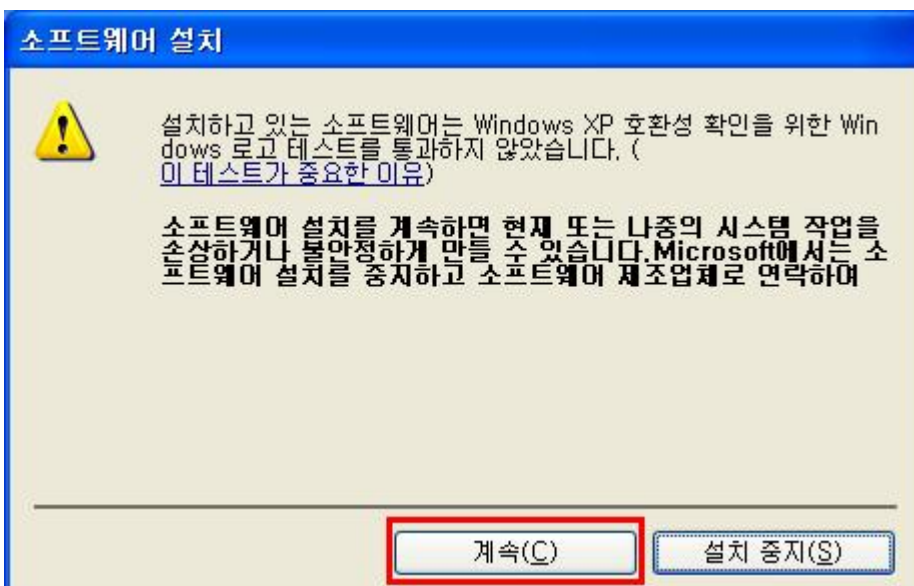 소프트웨어 설치
설치하고 있는 소프트웨어는 Windows XP 호환성 확인을 위한 Win
dows 로고 테스트를 통과하지 않았습니다. (
이 테스트가 중요한 이유)
소프트웨어 설치를 계속하면 현재 또는 나중의 시스템 작업을
손상하거나 불안정하게 만들 수 있습니다.Microsoft에서는 소
프트웨어 설치를 중지하고 소프트웨어 제조업체로 연락하여
계속(C) 설치 중지(S)